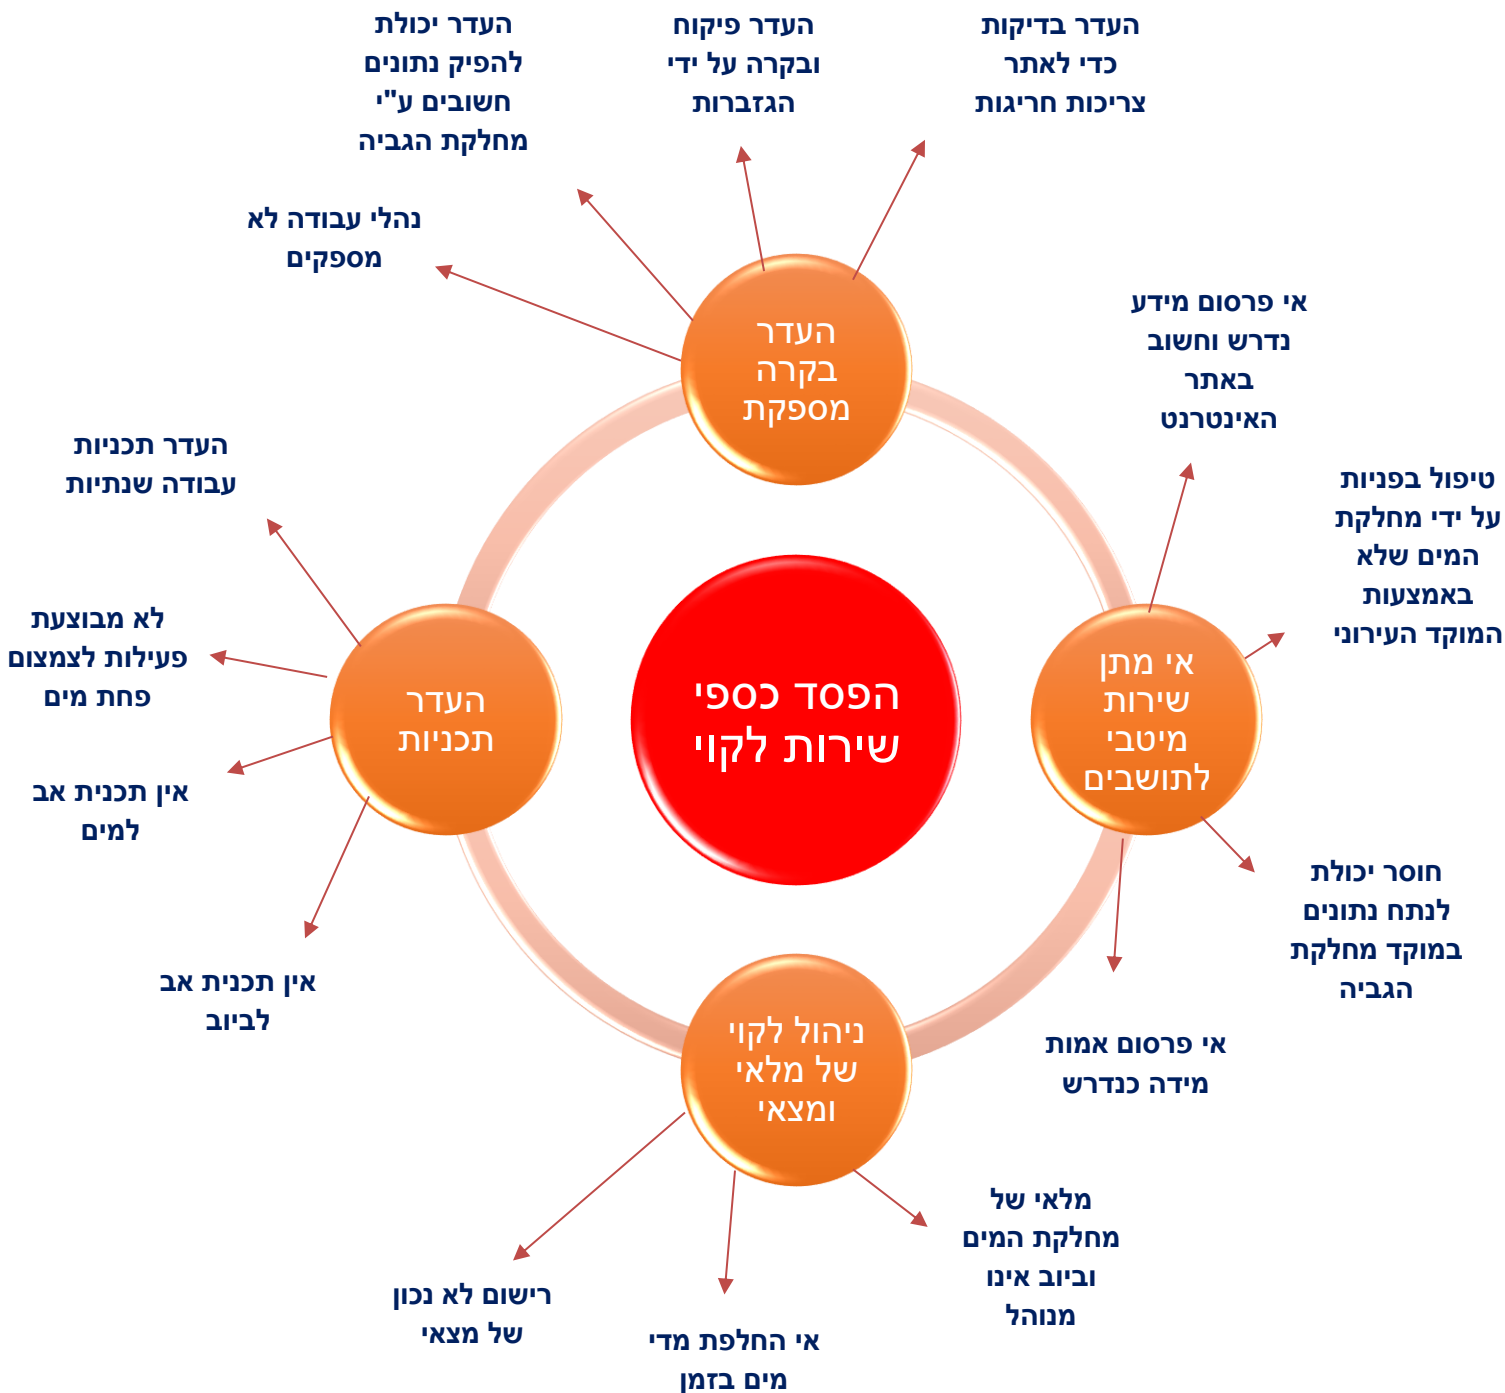 העדר בדיקות
כדי לאתר
צריכות חריגות
העדר פיקוח
ובקרה על ידי
הגזברות
העדר יכולת
להפיק נתונים
חשובים ע"י
מחלקת הגביה
נהלי עבודה לא
מספקים
העדר
בקרה
מספקת
אי פרסום מידע
נדרש וחשוב
באתר
האינטרנט
טיפול בפניות
על ידי מחלקת
המים שלא
באמצעות
המוקד העירוני
אי מתן
שירות
מיטבי
לתושבים
חוסר יכולת
לנתח נתונים
במוקד מחלקת
הגביה
אי פרסום אמות
מידה כנדרש
הפסד כספי
שירות לקוי
העדר תכניות
עבודה שנתיות
לא מבוצעת
פעילות לצמצום
פחת מים
העדר
תכניות
אין תכנית אב
למים
אין תכנית אב
לביוב
ניהול לקוי
של מלאי
ומצאי
מלאי של
מחלקת המים
וביוב אינו
מנוהל
אי החלפת מדי
מים בזמן
רישום לא נכון
של מצאי